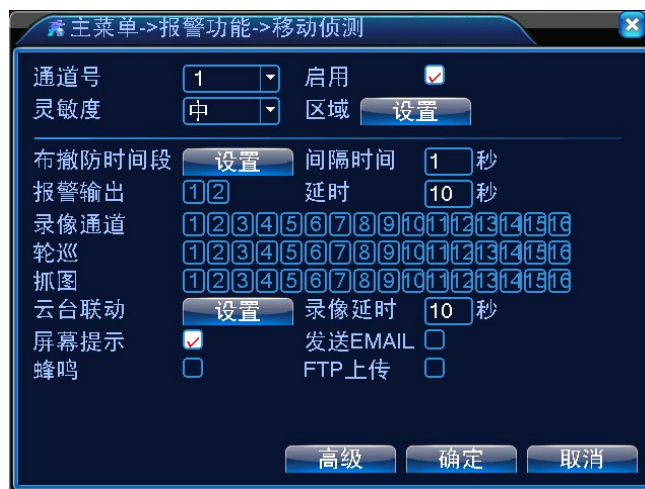 主菜单->报警功能->移动侦测
通道号 1 启用
灵敏度 中 区域 设置
布撤防时间段 设置 间隔时间 1 秒
报警输出 1 2 延时 10 秒
录像通道 1 2 3 4 5 6 7 8 9 10 11 12 13 14 15 16
轮巡 1 2 3 4 5 6 7 8 9 10 11 12 13 14 15 16
抓图 1 2 3 4 5 6 7 8 9 10 11 12 13 14 15 16
云台联动 设置 录像延时 10 秒
屏幕提示 发送EMAIL
蜂鸣 FTP上传
高级 确定 取消